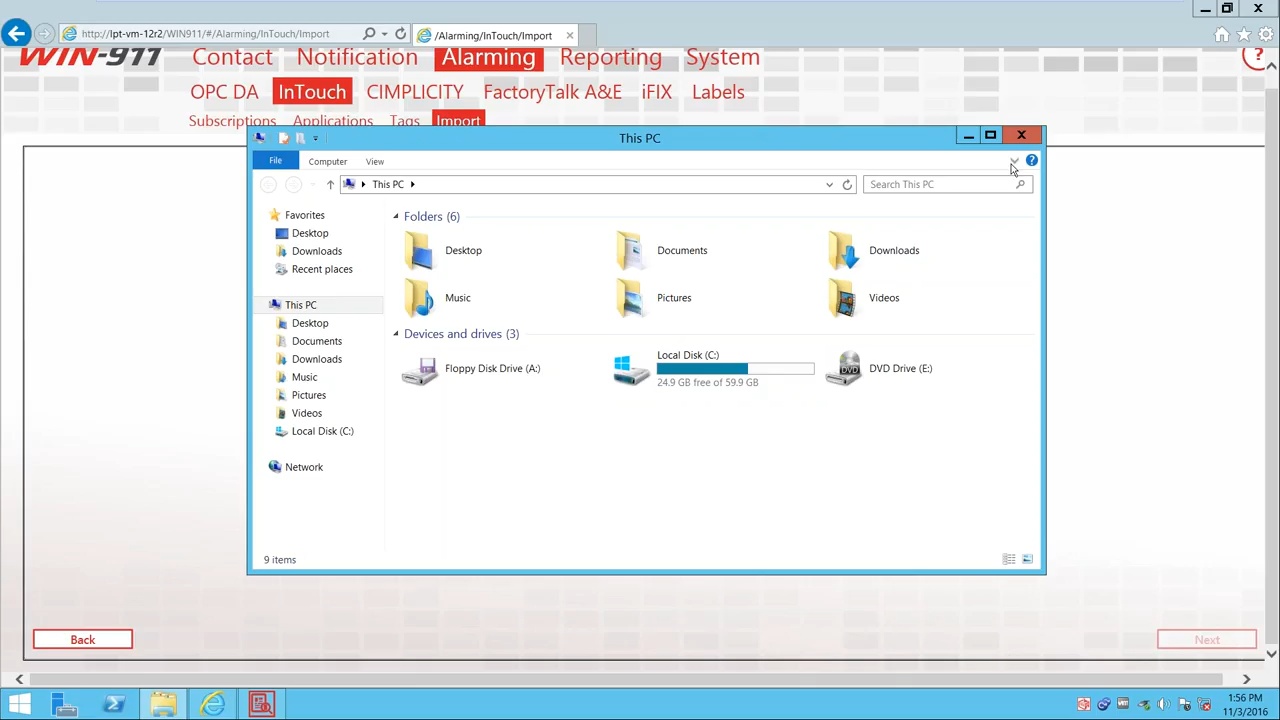 http://lpt-vm-12r2/WIN911/#/Alarming/InTouch/Import
/Alarming/InTouch/Import
WIN-911
Contact Notification Alarming Reporting System
?
OPC DA InTouch CIMPLICITY FactoryTalk A&E iFIX Labels
Subscriptions Applications Tags Import
This PC
File Computer View
?
This PC
Search This PC
Favorites
Desktop
Downloads
Recent places
This PC
Desktop
Documents
Downloads
Music
Pictures
Videos
Local Disk (C:)
Network
Folders (6)
Desktop
Documents
Downloads
Music
Pictures
Videos
Devices and drives (3)
Floppy Disk Drive (A:)
Local Disk (C:)
24.9 GB free of 59.9 GB
DVD
DVD Drive (E:)
9 items
Back
Next
1:56 PM
11/3/2016